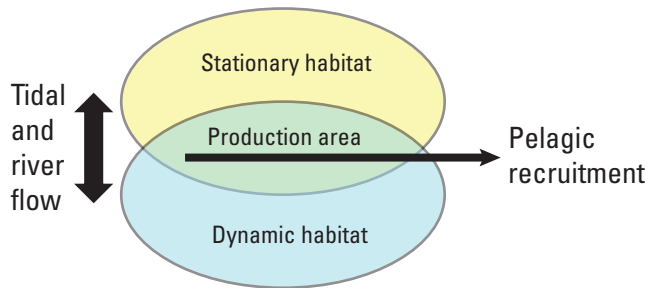 Stationary habitat
Tidal
and
river
flow
Production area
Pelagic
recruitment
Dynamic habitat